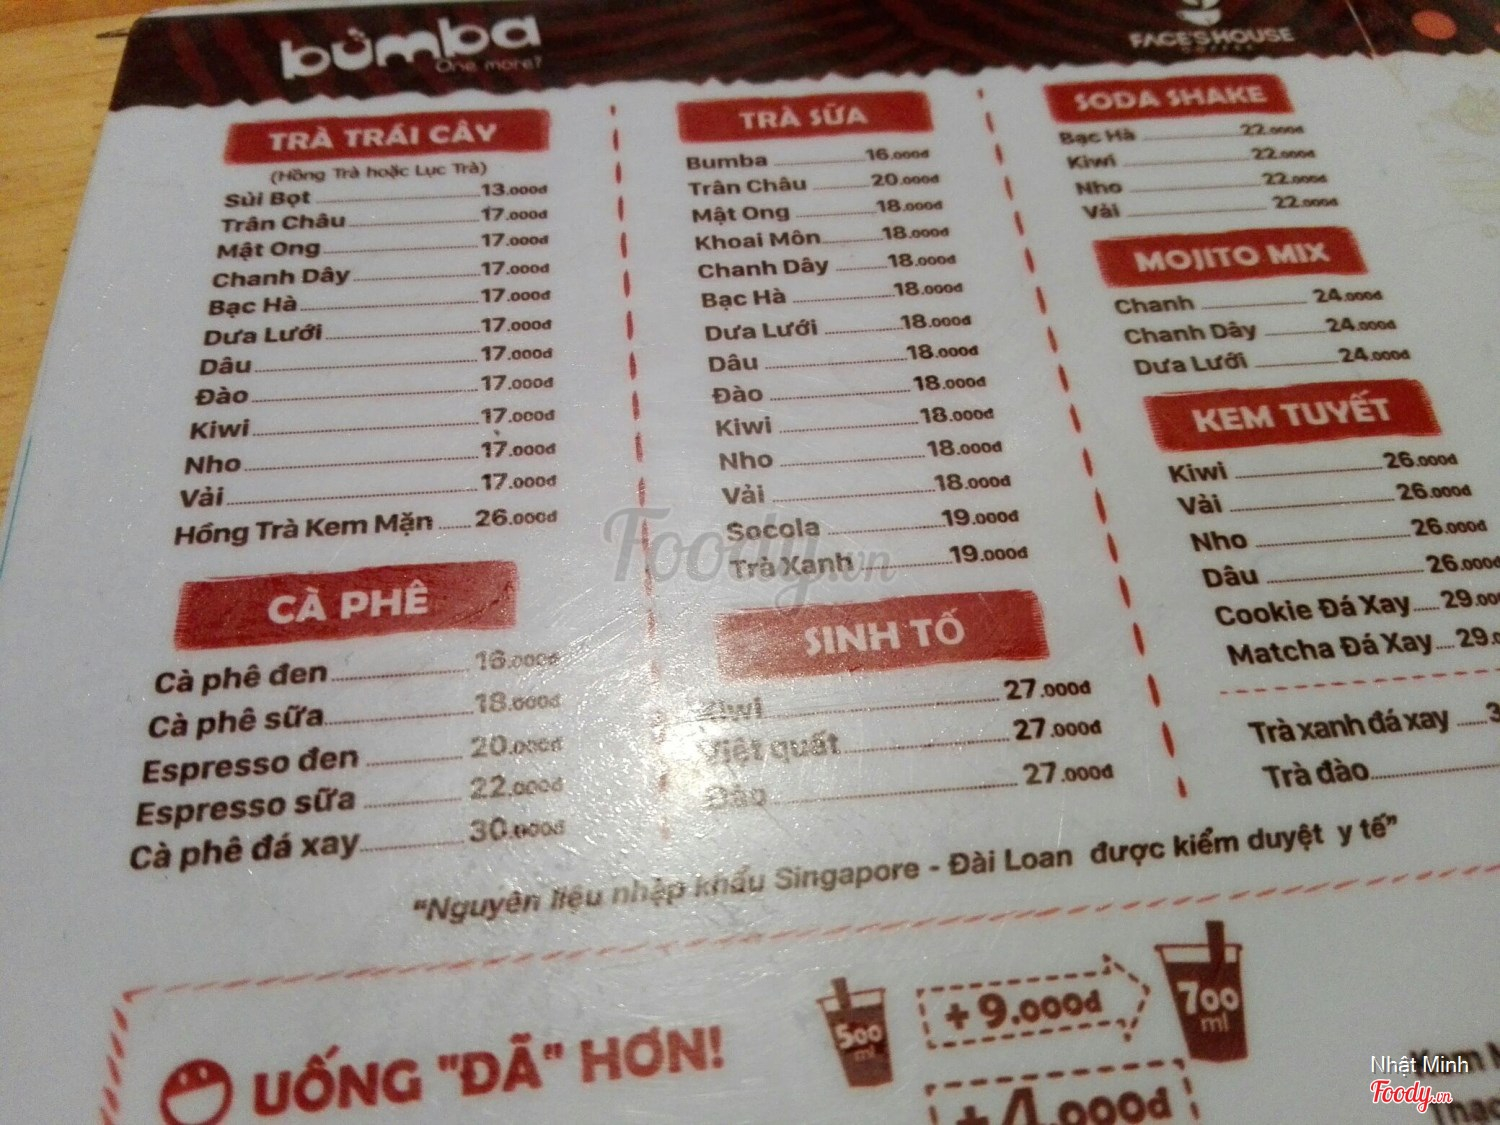 bumba
One more?
FACE'S HOUSE
COFFEE
TRÀ TRÁI CÂY
(Hồng Trà hoặc Lục Trà)
Sủi Bọt 13.000đ
Trân Châu 17.000đ
Mật Ong 17.000đ
Chanh Dây 17.000đ
Bạc Hà 17.000đ
Dưa Lưới 17.000đ
Dâu 17.000đ
Đào 17.000đ
Kiwi 17.000đ
Nho 17.000đ
Vải 17.000đ
Hồng Trà Kem Mặn 26.000đ
CÀ PHÊ
Cà phê đen 16.000đ
Cà phê sữa 18.000đ
Espresso đen 20.000đ
Espresso sữa 22.000đ
Cà phê đá xay 30.000đ
TRÀ SỮA
Bumba 16.000đ
Trân Châu 20.000đ
Mật Ong 18.000đ
Khoai Môn 18.000đ
Chanh Dây 18.000đ
Bạc Hà 18.000đ
Dưa Lưới 18.000đ
Dâu 18.000đ
Đào 18.000đ
Kiwi 18.000đ
Nho 18.000đ
Vải 18.000đ
Socola 19.000đ
Trà Xanh 19.000đ
SINH TỐ
Kiwi 27.000đ
Việt quất 27.000đ
Đào 27.000đ
SODA SHAKE
Bạc Hà 22.000đ
Kiwi 22.000đ
Nho 22.000đ
Vải 22.000đ
MOJITO MIX
Chanh 24.000đ
Chanh Dây 24.000đ
Dưa Lưới 24.000đ
KEM TUYẾT
Kiwi 26.000đ
Vải 26.000đ
Nho 26.000đ
Dâu 26.000đ
Cookie Đá Xay 29.00
Matcha Đá Xay 29.0
Trà xanh đá xay 3
Trà đào
"Nguyên liệu nhập khẩu Singapore - Đài Loan được kiểm duyệt y tế"
UỐNG "ĐÃ" HƠN!
500 ml
+ 9.000đ
700 ml
+ 4.000đ
Foody.vn
Nhật Minh
Foody.vn